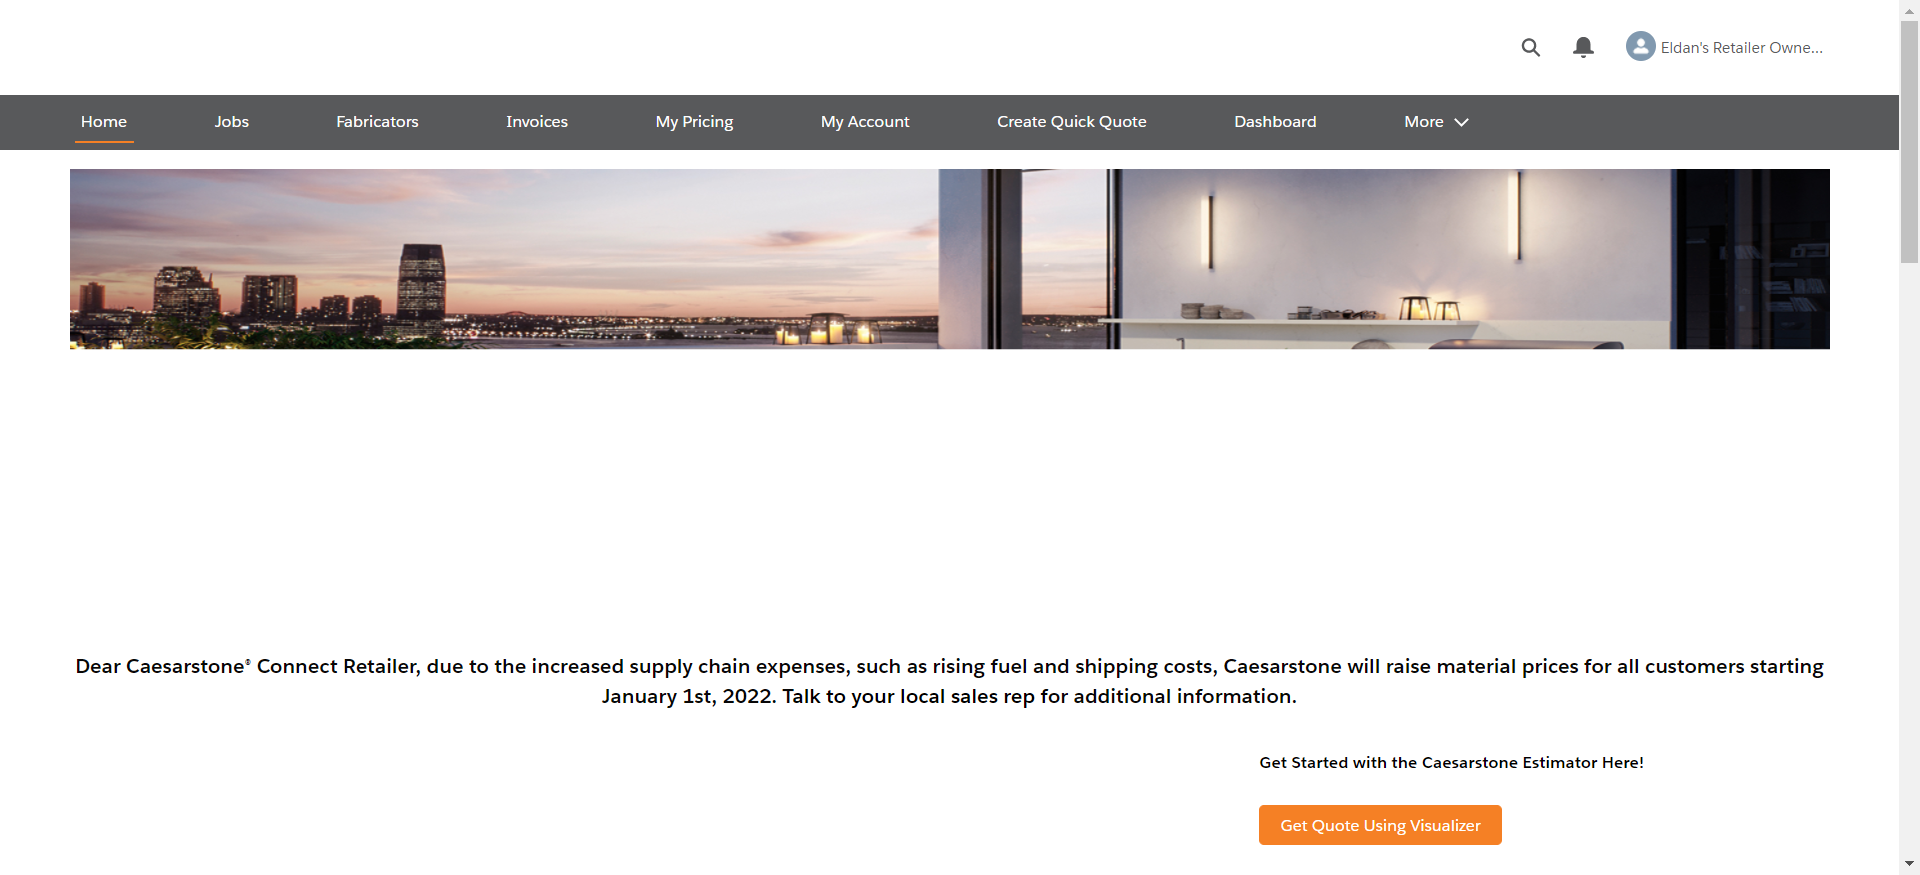 Eldan's Retailer Owne...
Home Jobs Fabricators Invoices My Pricing My Account Create Quick Quote Dashboard More
Dear Caesarstone® Connect Retailer, due to the increased supply chain expenses, such as rising fuel and shipping costs, Caesarstone will raise material prices for all customers starting
January 1st, 2022. Talk to your local sales rep for additional information.
Get Started with the Caesarstone Estimator Here!
Get Quote Using Visualizer